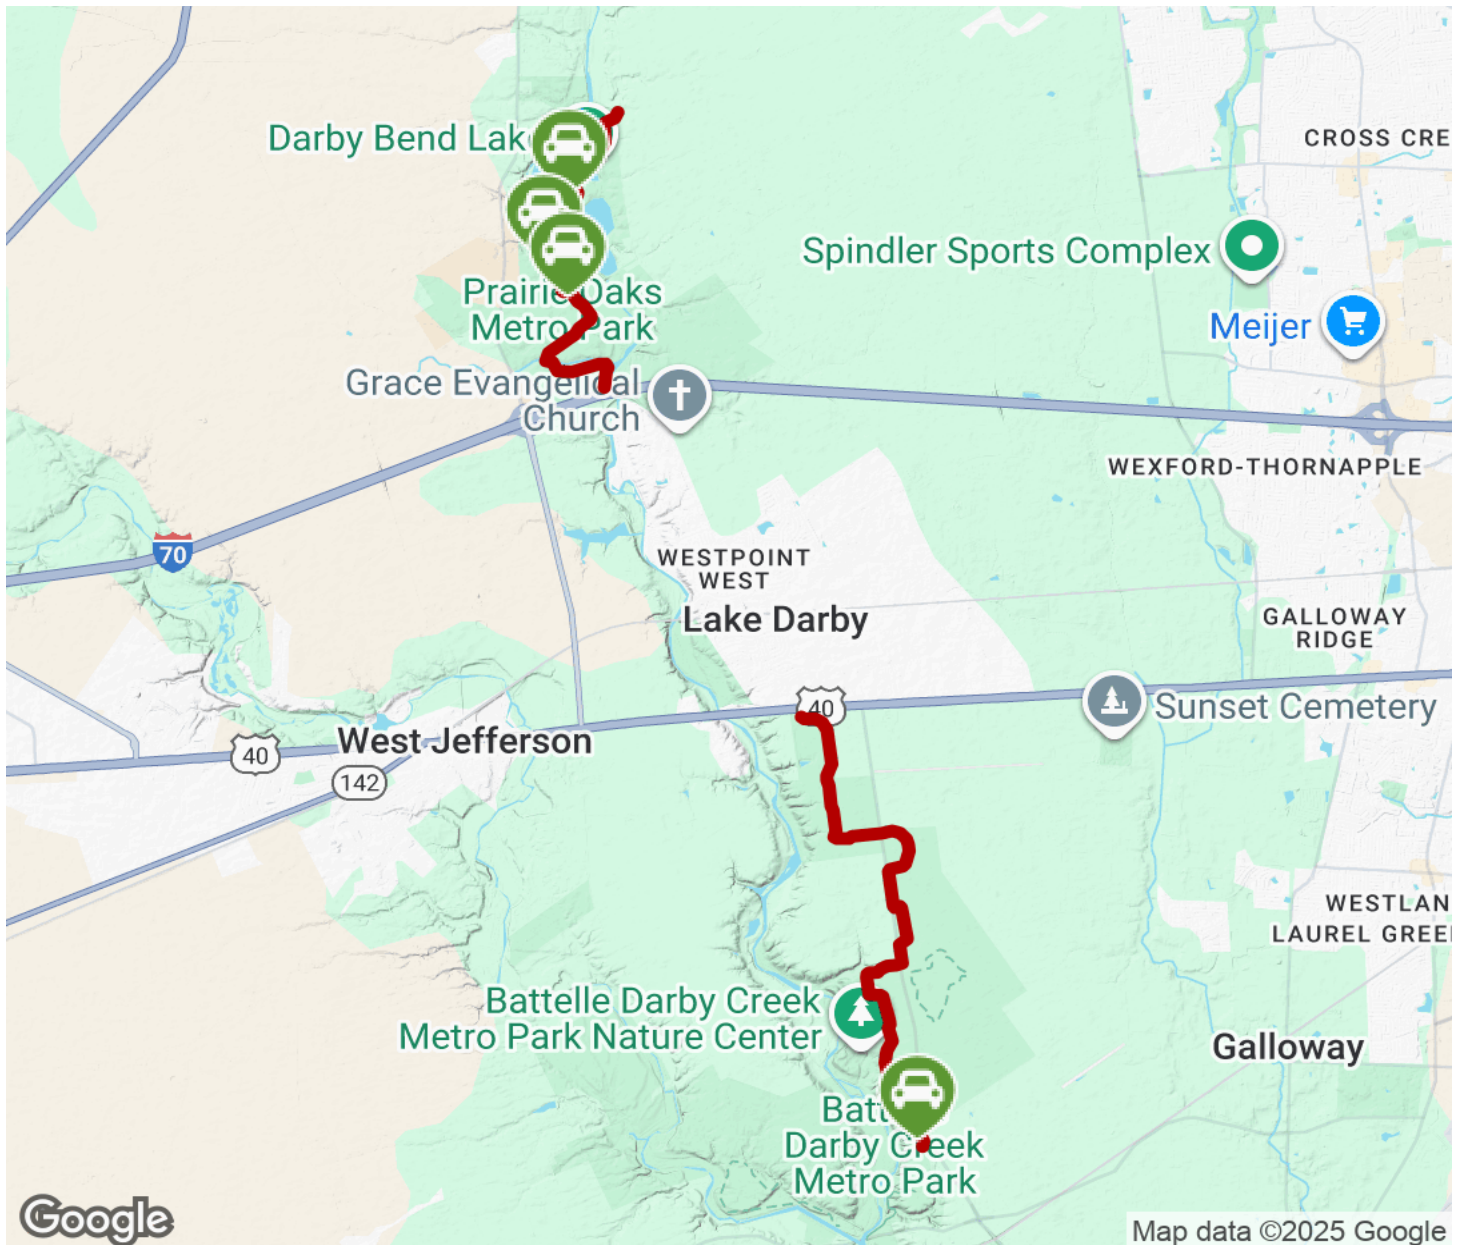 Darby Bend Lak
CROSS CRE
Spindler Sports Complex
Prairie Oaks
Metro Park
Meijer
Grace Evangelical
Church
WEXFORD-THORNAPPLE
70
WESTPOINT
WEST
Lake Darby
GALLOWAY
RIDGE
40
Sunset Cemetery
West Jefferson
40
142
WESTLAN
LAUREL GREE
Battelle Darby Creek
Metro Park Nature Center
Galloway
Batt
Darby Creek
Metro Park
Google
Map data ©2025 Google